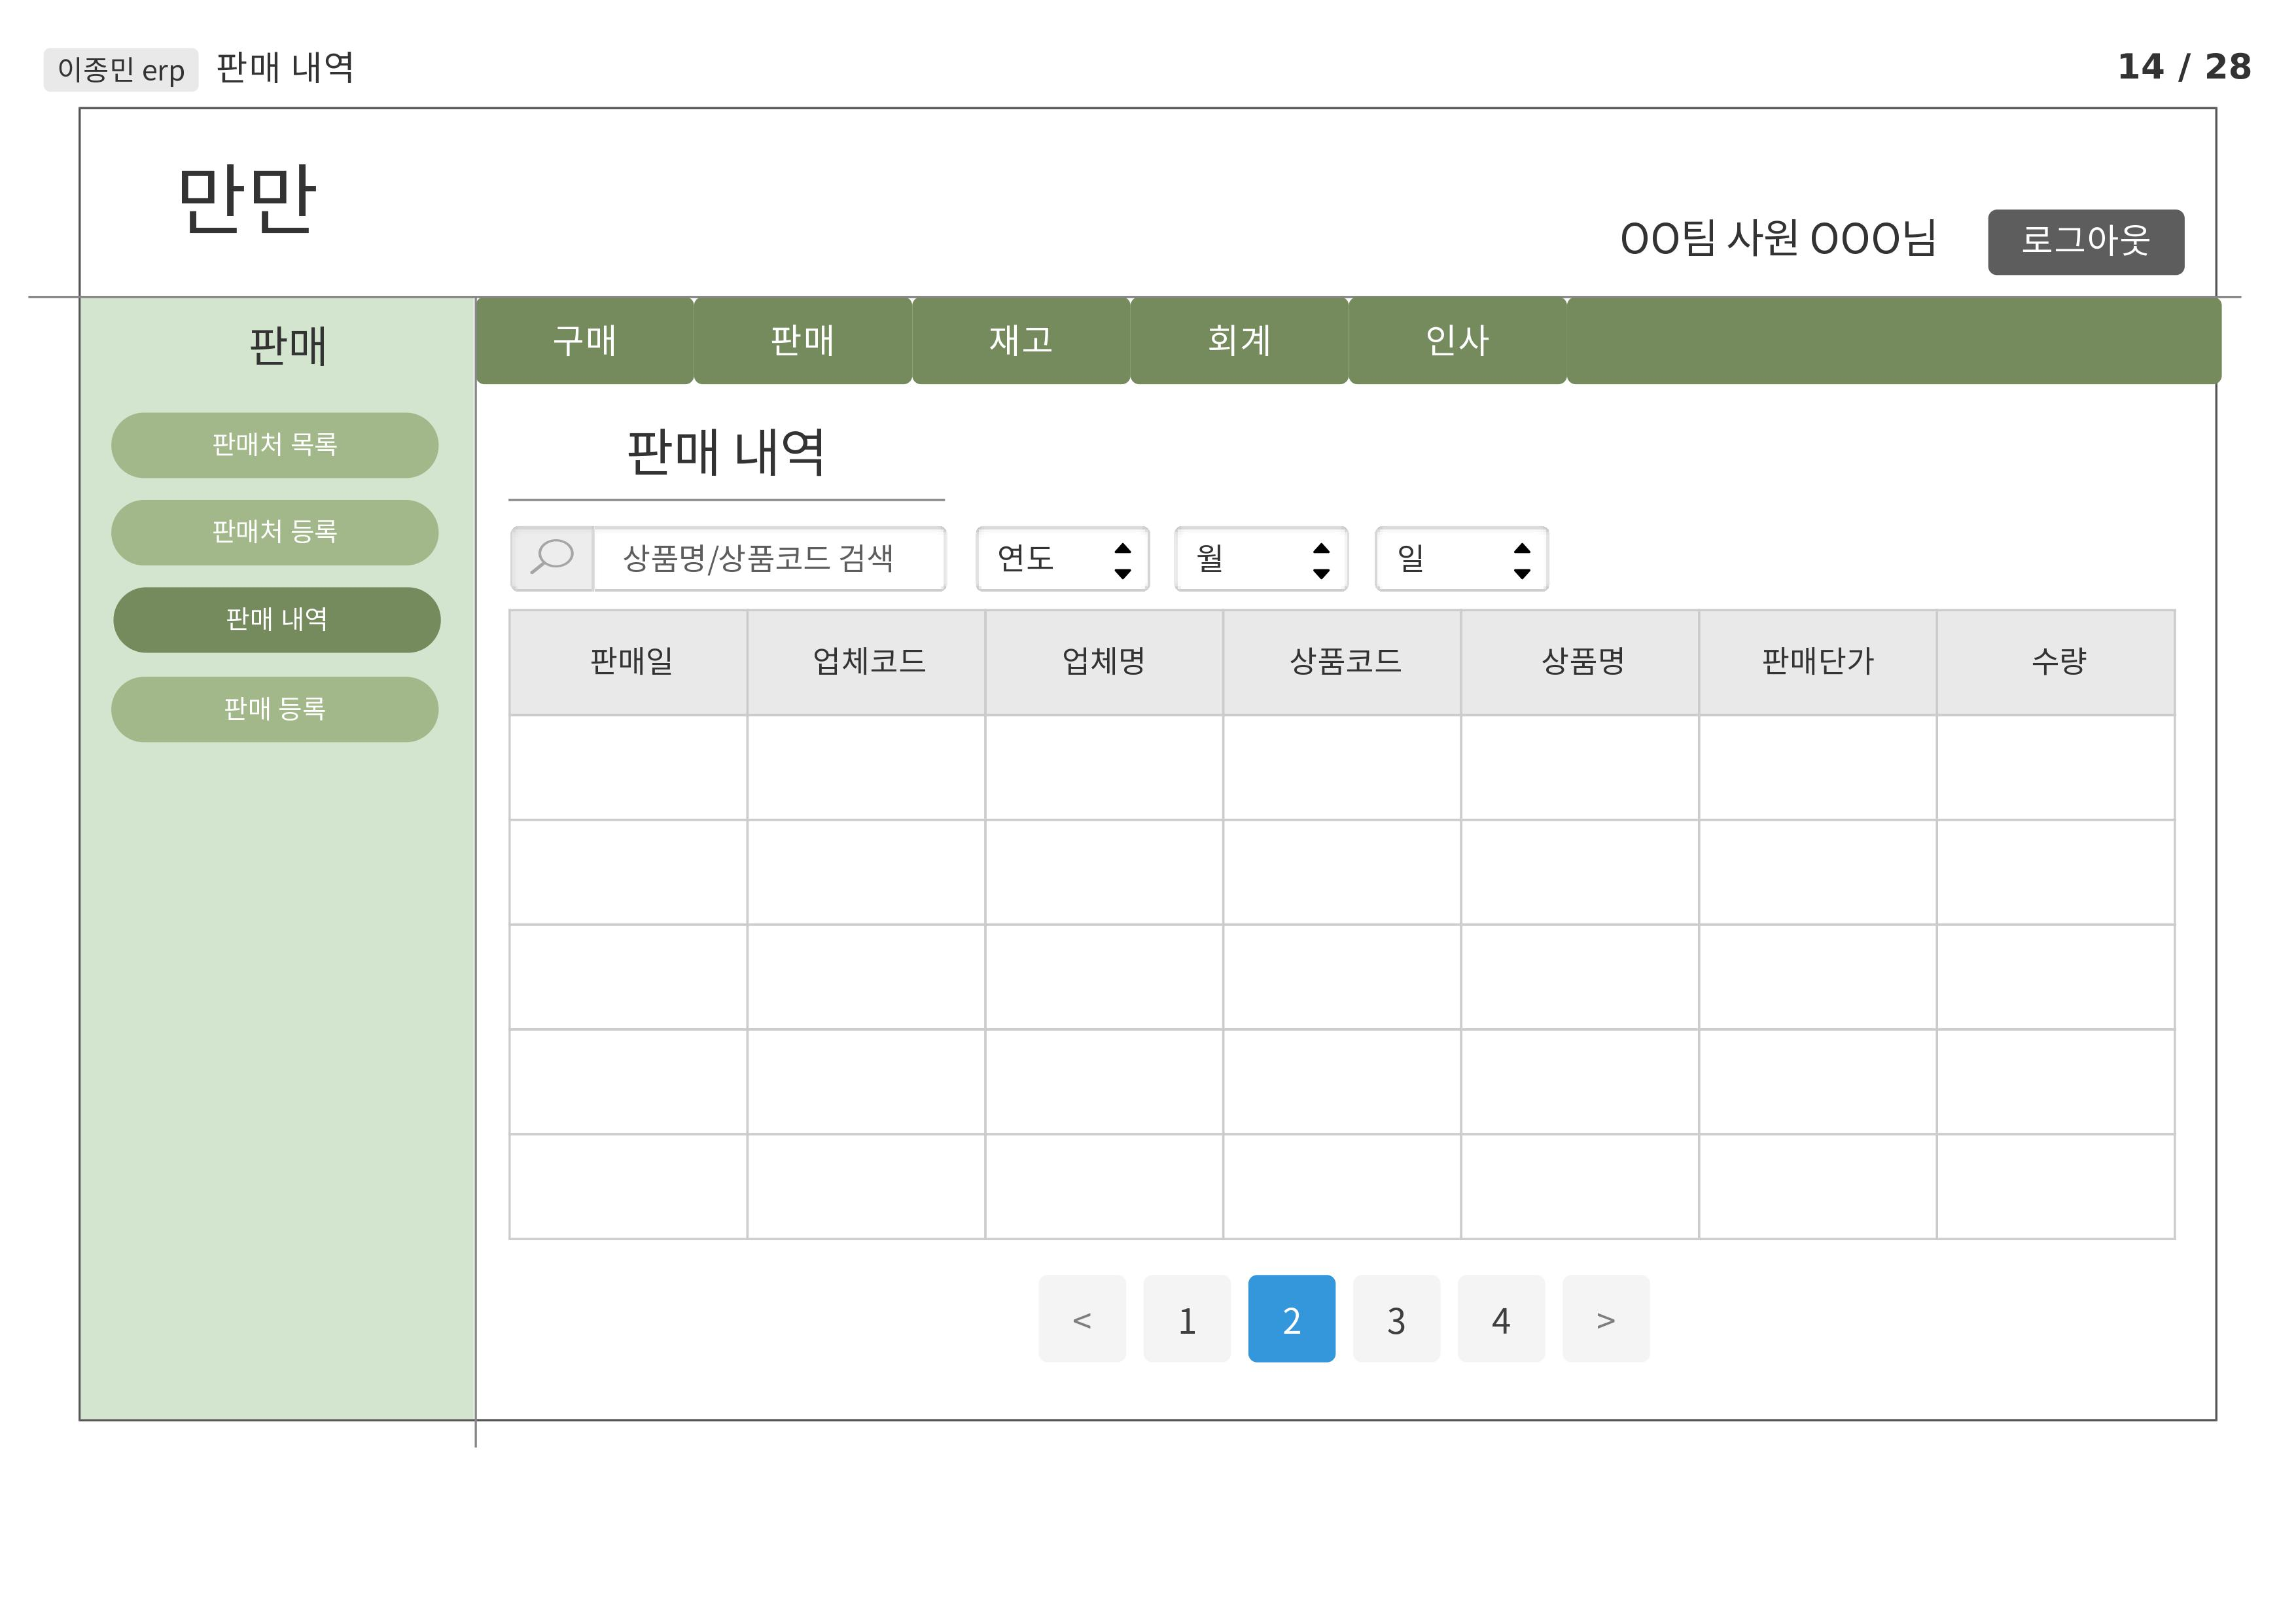 이종민 erp 판매 내역
14 / 28
만만
OO팀 사원 OOO님
로그아웃
판매
구매 판매 재고 회계 인사
판매처 목록
판매처 등록
판매 내역
판매 등록
판매 내역
상품명/상품코드 검색 연도 월 일
판매일 업체코드 업체명 상품코드 상품명 판매단가 수량
< 1 2 3 4 >